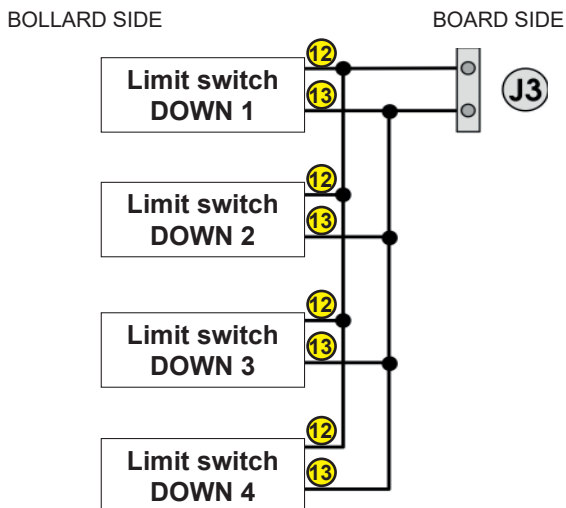 BOLLARD SIDE
BOARD SIDE
12
Limit switch
DOWN 1
13
J3
12
Limit switch
DOWN 2
13
12
Limit switch
DOWN 3
13
12
Limit switch
DOWN 4
13